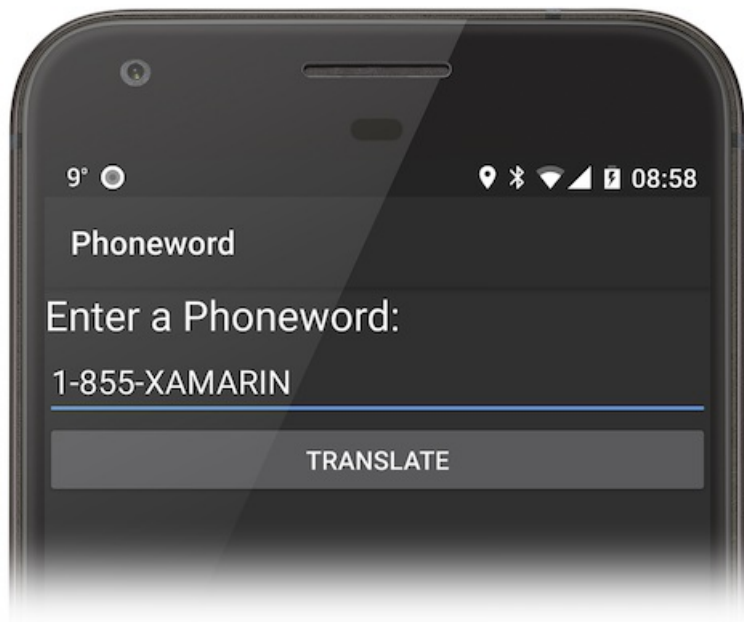 9° 08:58
Phoneword
Enter a Phoneword:
1-855-XAMARIN
TRANSLATE